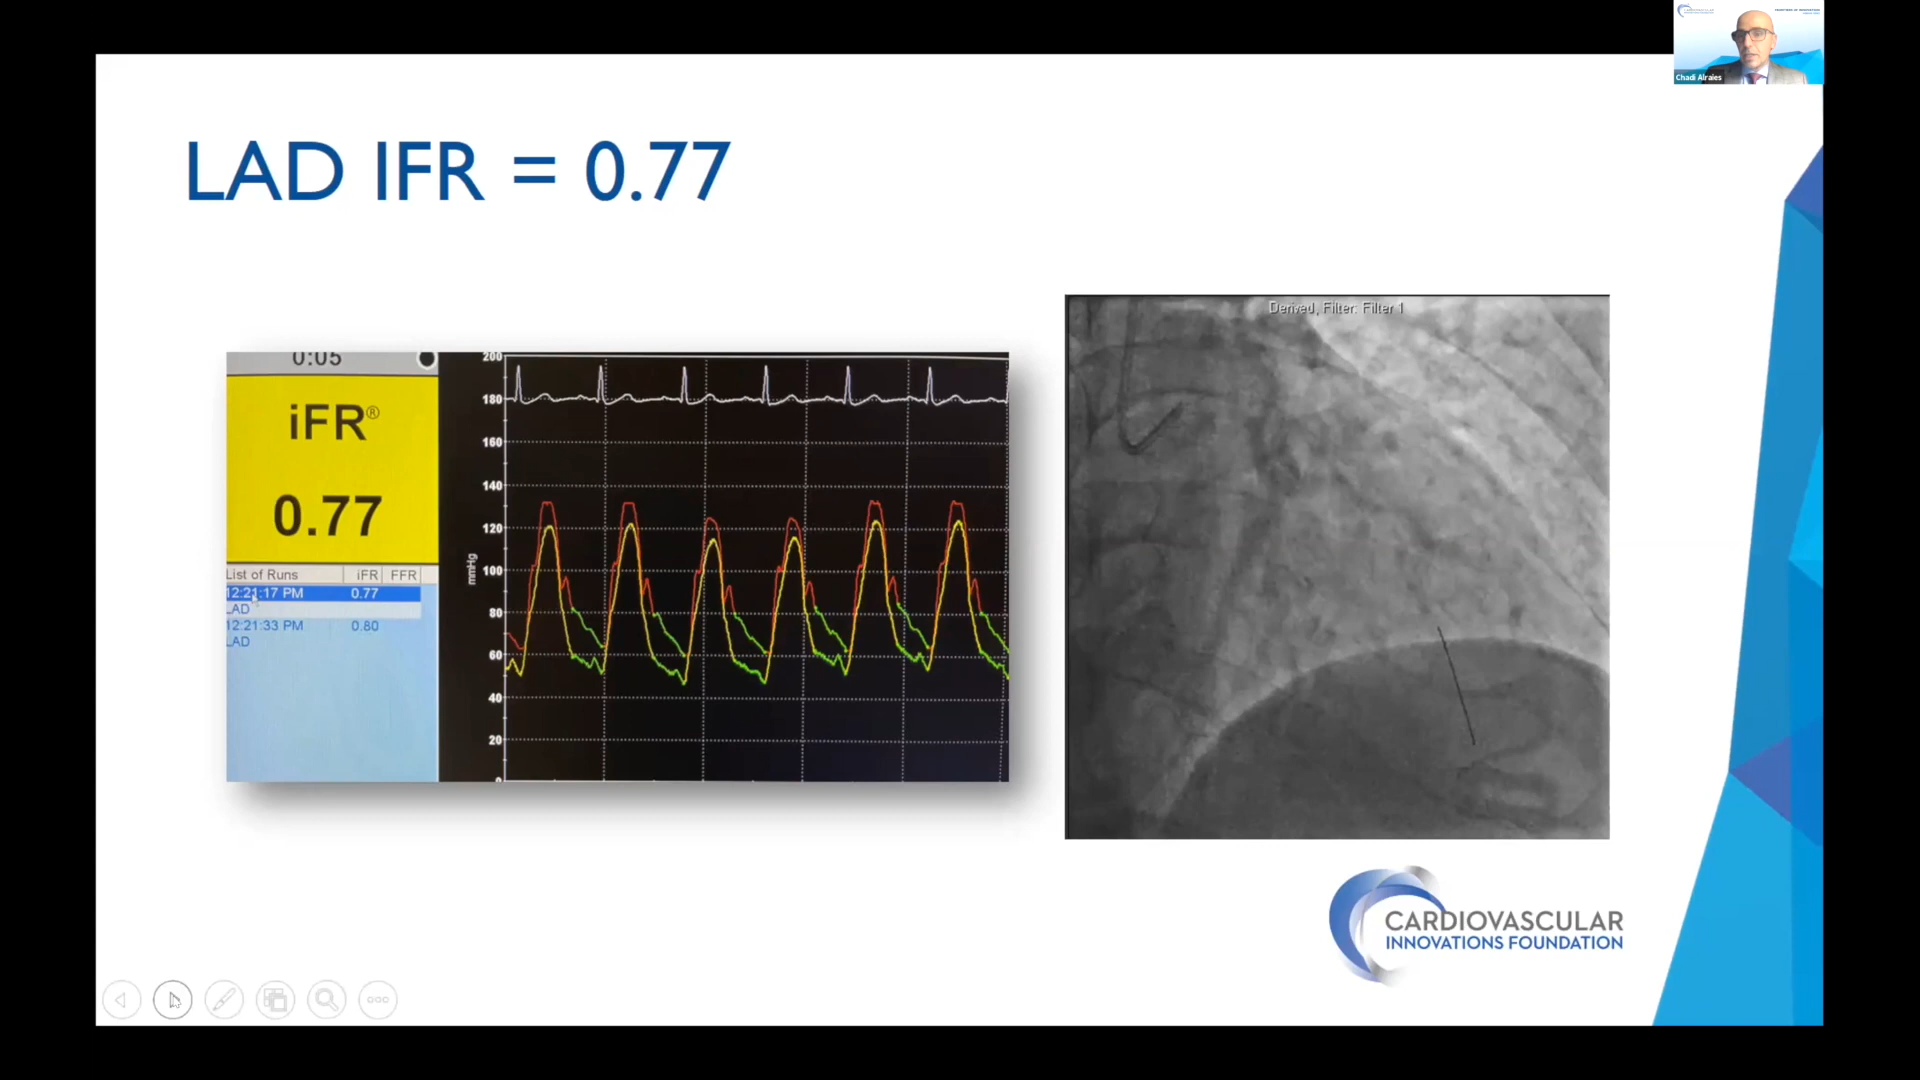 Chadi Alraies
LAD IFR = 0.77
Derived, Filter: Filter 1
0:05
iFR®
0.77
List of Runs iFR FFR
12:21:17 PM 0.77
LAD
12:21:33 PM 0.80
LAD
mmHg
200
180
160
140
120
100
80
60
40
20
CARDIOVASCULAR
INNOVATIONS FOUNDATION